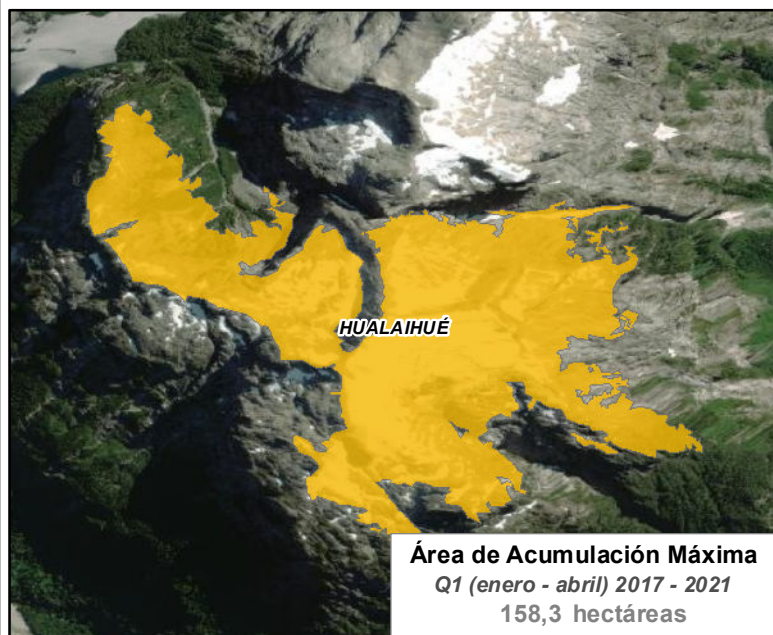 HUALAIHUÉ
Área de Acumulación Máxima
Q1 (enero - abril) 2017 - 2021
158,3 hectáreas